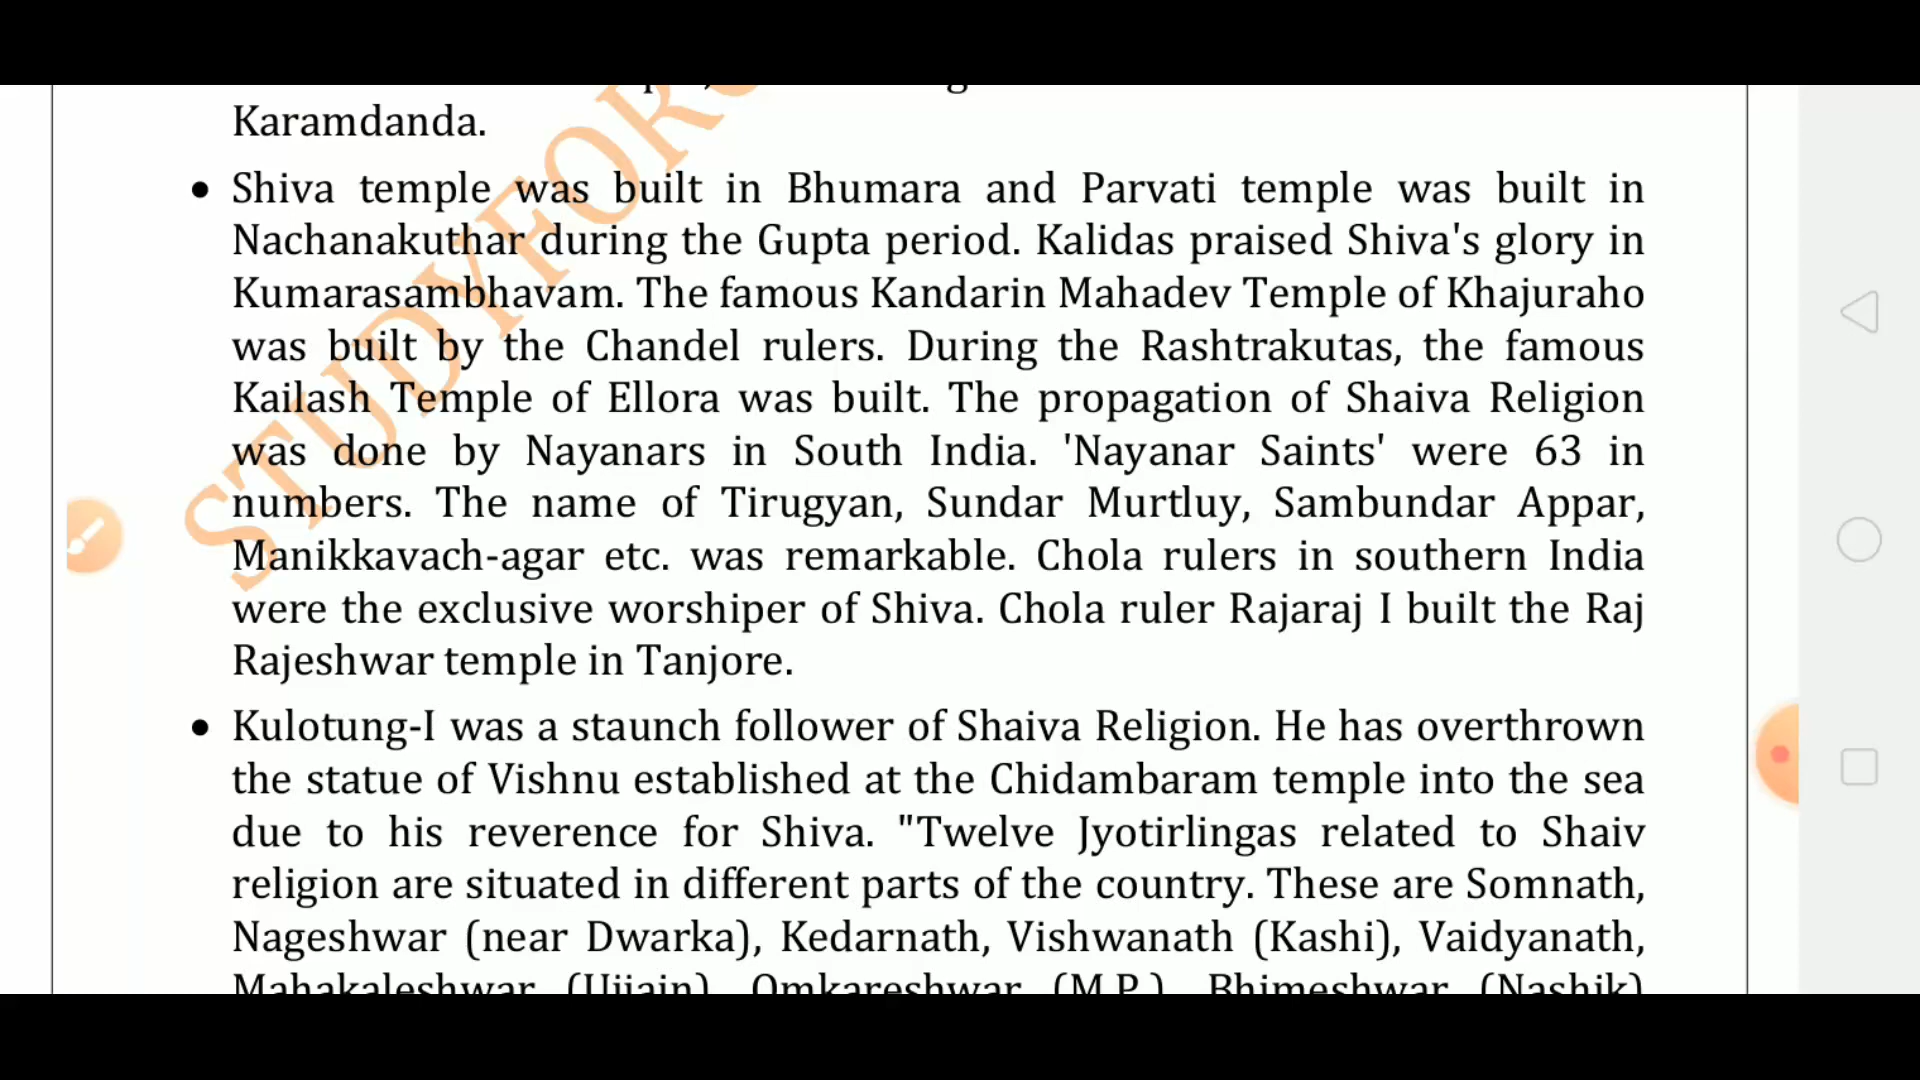 Karamdanda.
• Shiva temple was built in Bhumara and Parvati temple was built in
Nachanakuthar during the Gupta period. Kalidas praised Shiva's glory in
Kumarasambhavam. The famous Kandarin Mahadev Temple of Khajuraho
was built by the Chandel rulers. During the Rashtrakutas, the famous
Kailash Temple of Ellora was built. The propagation of Shaiva Religion
was done by Nayanars in South India. 'Nayanar Saints' were 63 in
numbers. The name of Tirugyan, Sundar Murtluy, Sambundar Appar,
Manikkavach-agar etc. was remarkable. Chola rulers in southern India
were the exclusive worshiper of Shiva. Chola ruler Rajaraj I built the Raj
Rajeshwar temple in Tanjore.
• Kulotung-I was a staunch follower of Shaiva Religion. He has overthrown
the statue of Vishnu established at the Chidambaram temple into the sea
due to his reverence for Shiva. "Twelve Jyotirlingas related to Shaiv
religion are situated in different parts of the country. These are Somnath,
Nageshwar (near Dwarka), Kedarnath, Vishwanath (Kashi), Vaidyanath,
Mahakaleshwar (Ujjain), Omkareshwar (M.P.), Bhimeshwar (Nashik)
STUDYFOR